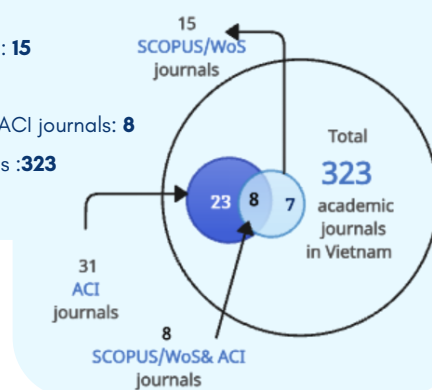 : 15
ACI journals: 8
s :323
15
SCOPUS/WoS
journals
Total
323
academic
journals
in Vietnam
23
8
7
31
ACI
journals
8
SCOPUS/WoS& ACI
journals